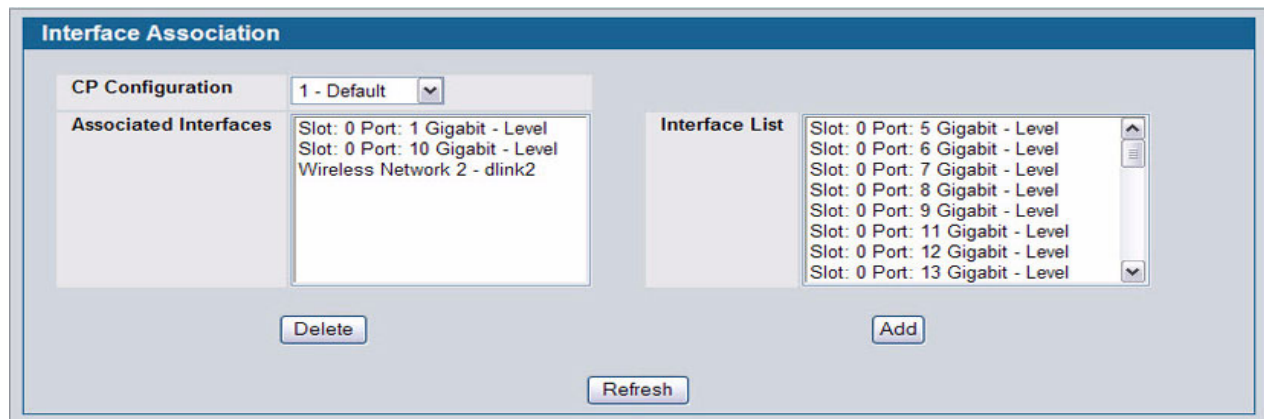 Interface Association
CP Configuration
1 - Default
Associated Interfaces
Slot: 0 Port: 1 Gigabit - Level
Slot: 0 Port: 10 Gigabit - Level
Wireless Network 2 - dlink2
Interface List
Slot: 0 Port: 5 Gigabit - Level
Slot: 0 Port: 6 Gigabit - Level
Slot: 0 Port: 7 Gigabit - Level
Slot: 0 Port: 8 Gigabit - Level
Slot: 0 Port: 9 Gigabit - Level
Slot: 0 Port: 11 Gigabit - Level
Slot: 0 Port: 12 Gigabit - Level
Slot: 0 Port: 13 Gigabit - Level
Delete
Add
Refresh